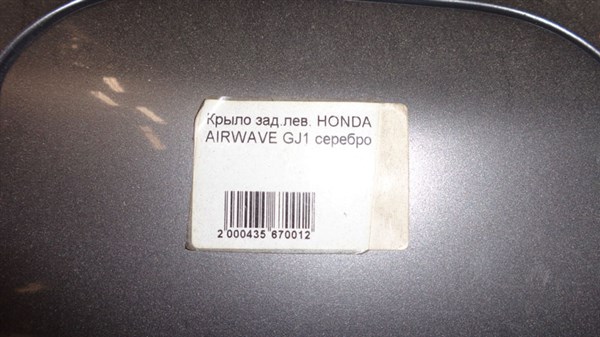 Крыло зад.лев. HONDA
AIRWAVE GJ1 серебро
2 000435 670012